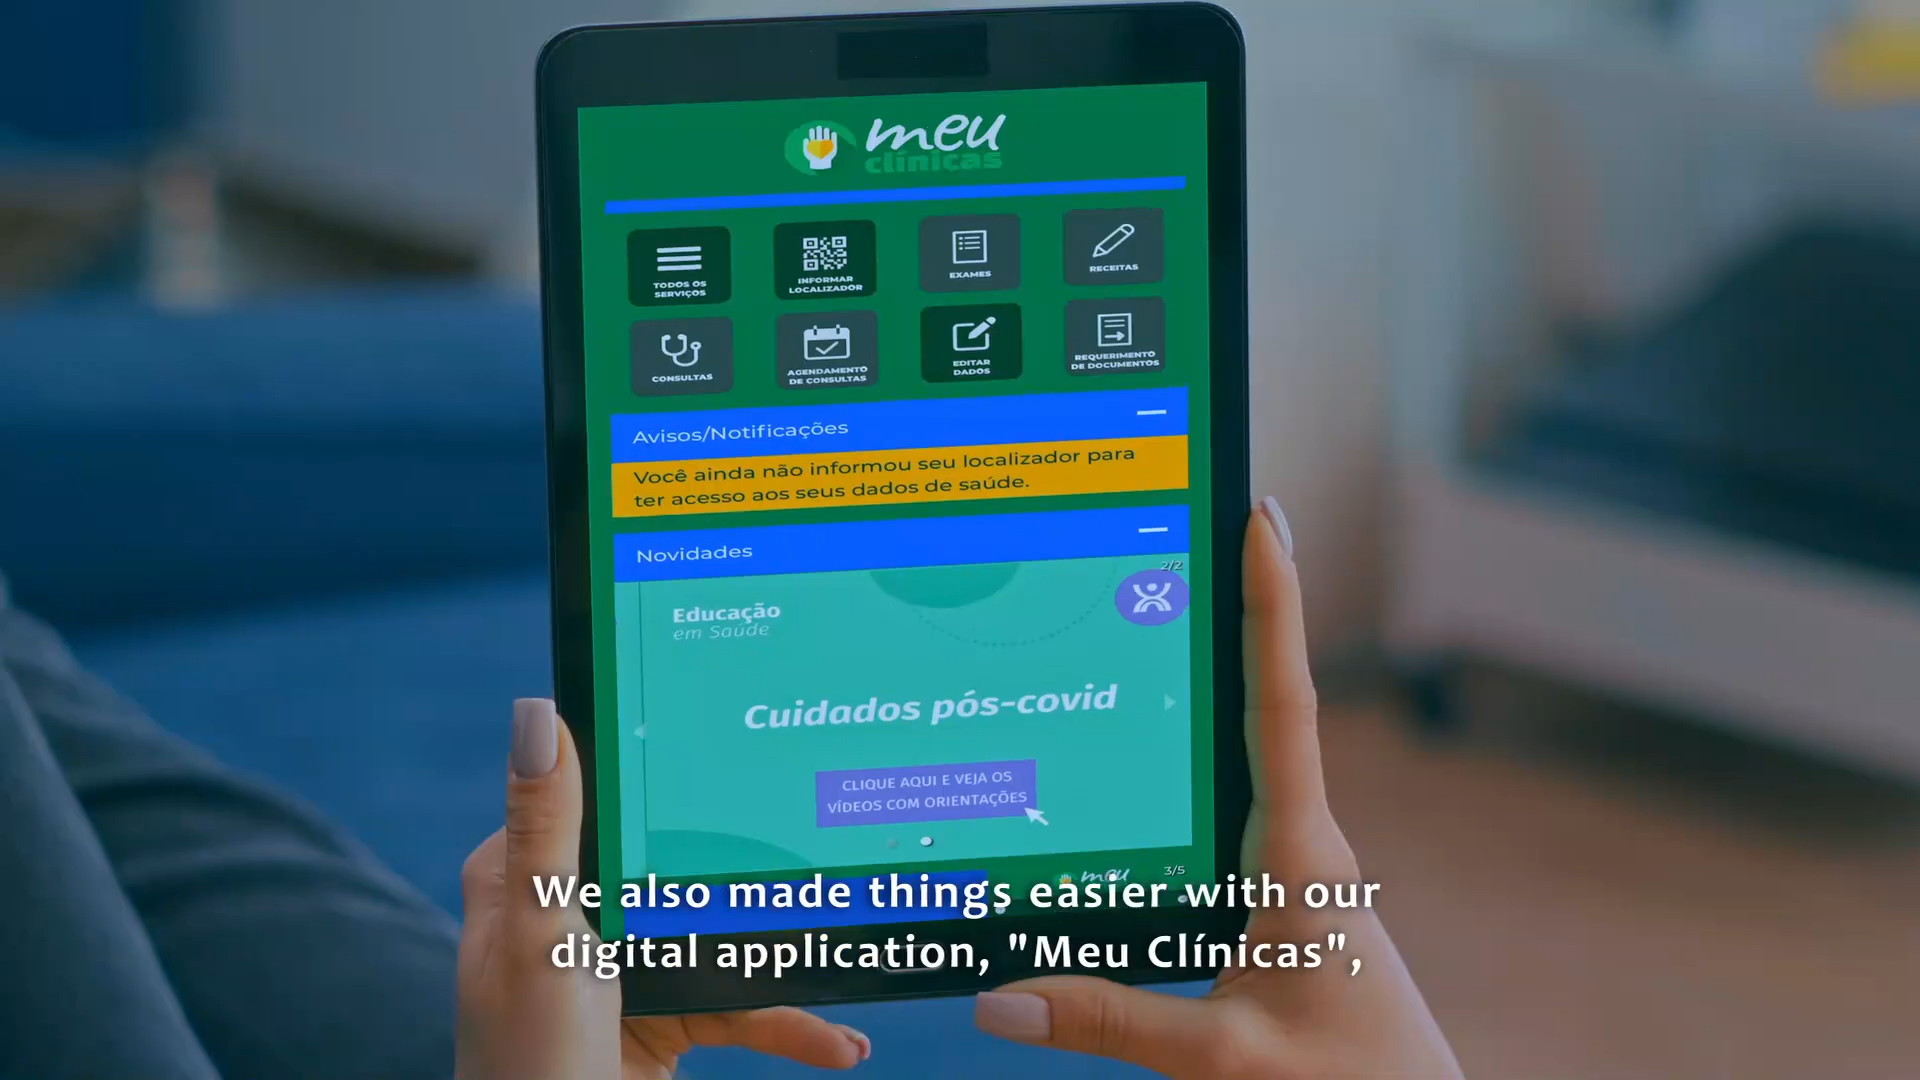 meu
clínicas
TODOS OS
SERVIÇOS
INFORMAR
LOCALIZADOR
EXAMES
RECEITAS
CONSULTAS
AGENDAMENTO
DE CONSULTAS
EDITAR
DADOS
REQUERIMENTO
DE DOCUMENTOS
Avisos/Notificações
Você ainda não informou seu localizador para
ter acesso aos seus dados de saúde.
Novidades
2/2
Educação
em Saúde
Cuidados pós-covid
CLIQUE AQUI E VEJA OS
VÍDEOS COM ORIENTAÇÕES
meu
3/5
We also made things easier with our
digital application, "Meu Clínicas",